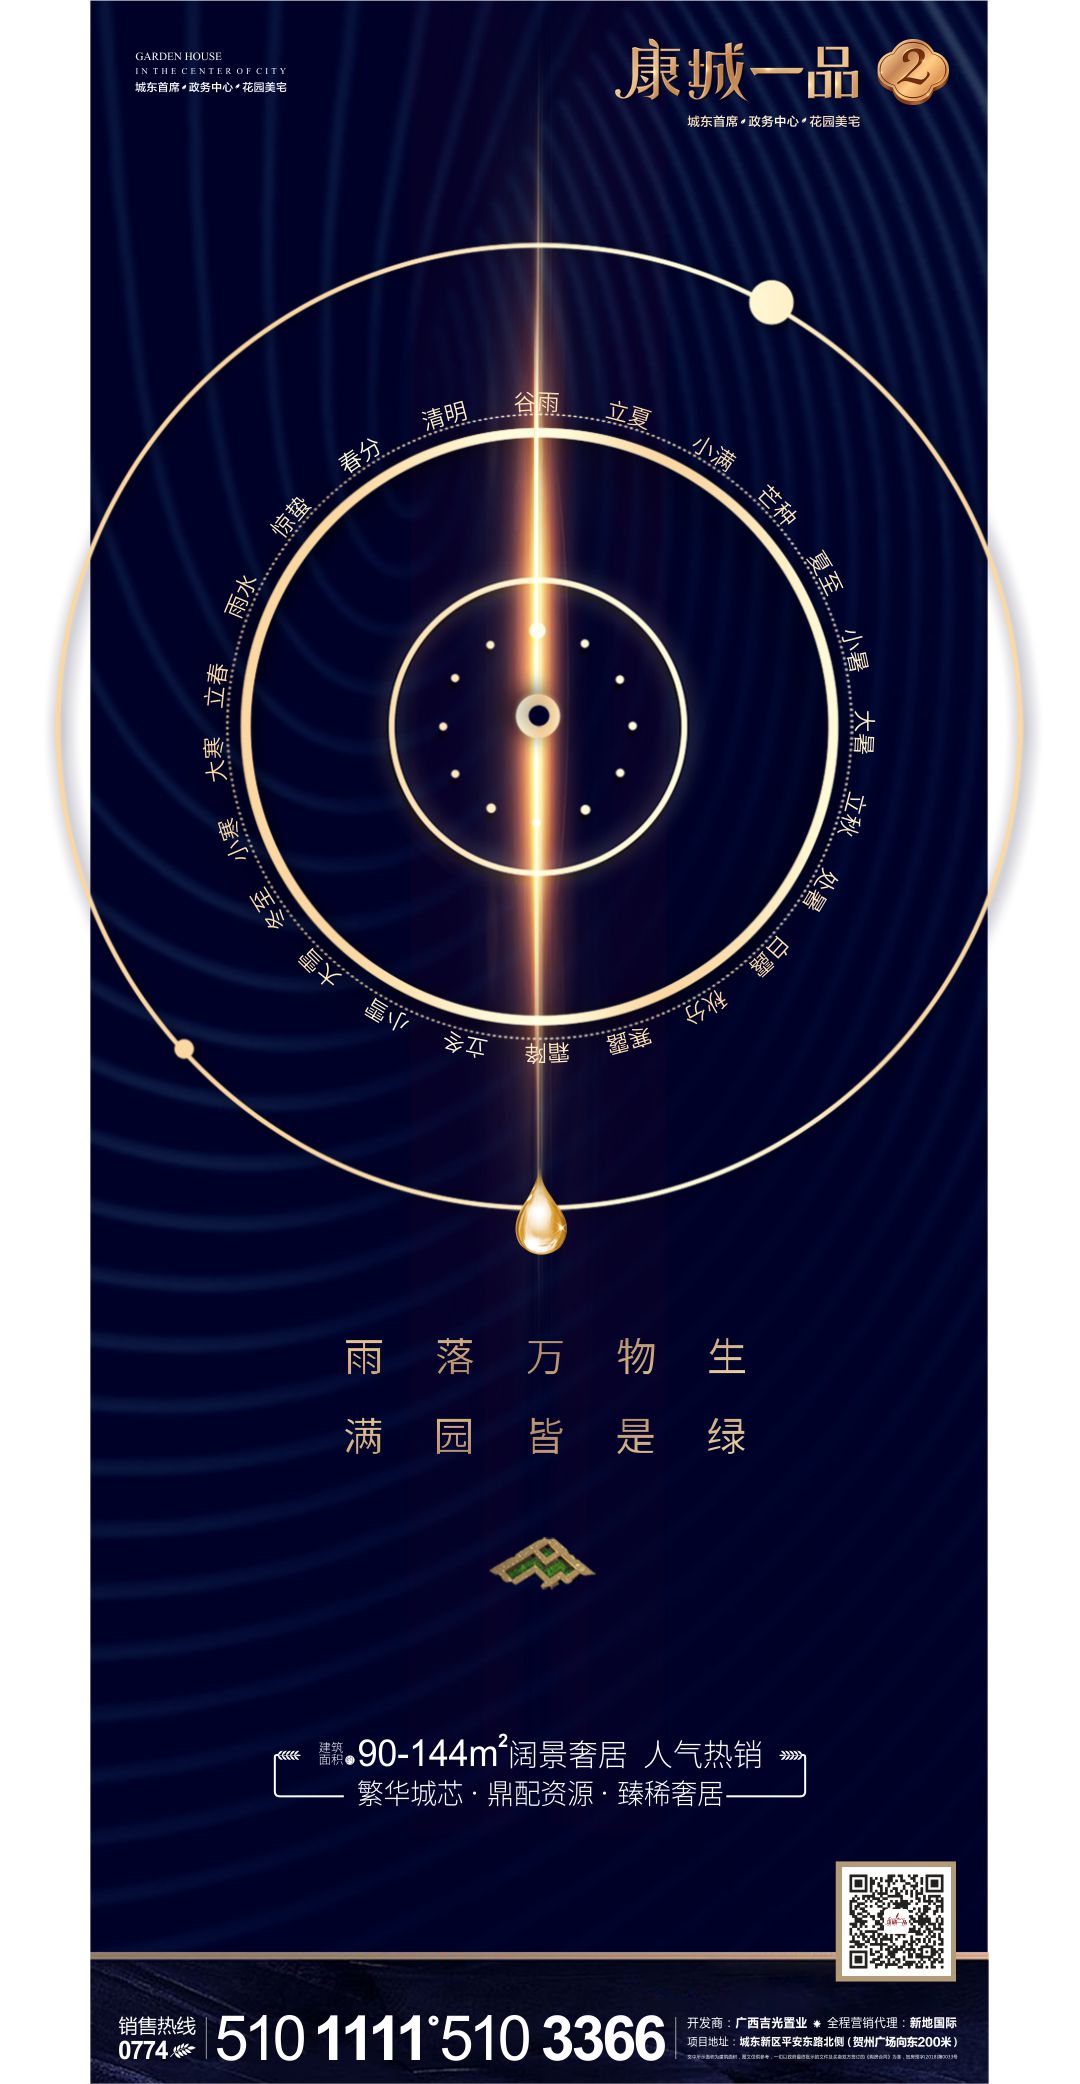 GARDEN HOUSE
IN THE CENTER OF CITY
城东首席·政务中心·花园美宅
康城一品 2
城东首席·政务中心·花园美宅
谷雨
立夏
小满
芒种
夏至
小暑
大暑
立秋
处暑
白露
秋分
寒露
霜降
立冬
小雪
大雪
冬至
小寒
大寒
立春
雨水
惊蛰
春分
清明
雨落万物生
满园皆是绿
建筑面积约90-144m²阔景奢居 人气热销
繁华城芯·鼎配资源·臻稀奢居
康城一品
销售热线
0774
510 1111°510 3366
开发商：广西吉光置业 全程营销代理：新地国际
项目地址：城东新区平安东路北侧（贺州广场向东200米）